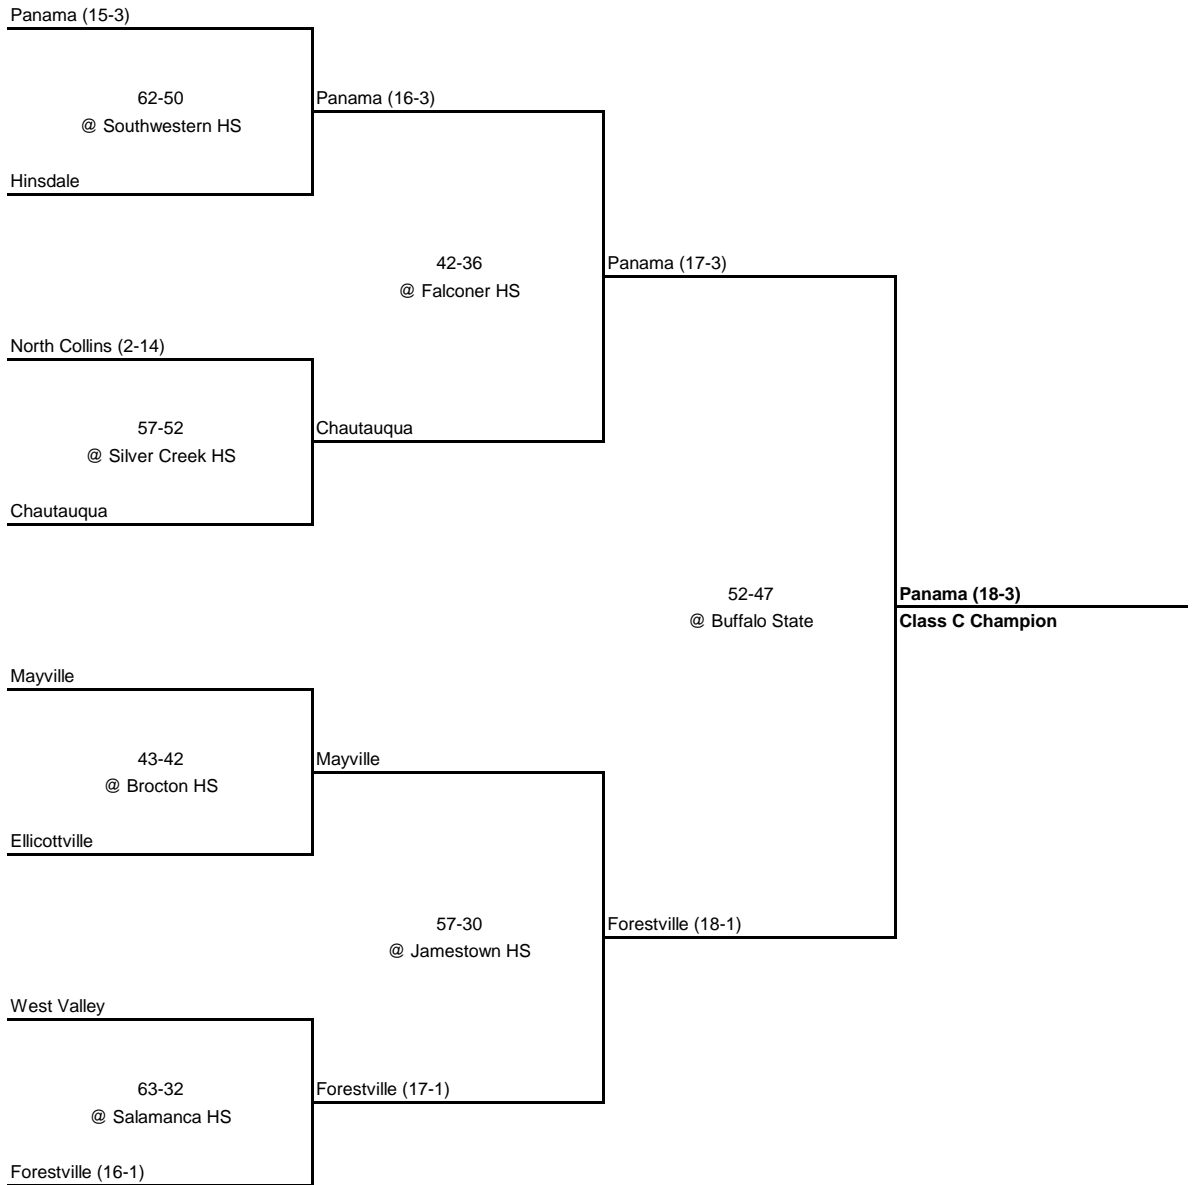 Panama (15-3)
62-50
@ Southwestern HS
Panama (16-3)
Hinsdale
42-36
@ Falconer HS
Panama (17-3)
North Collins (2-14)
57-52
@ Silver Creek HS
Chautauqua
Chautauqua
52-47
@ Buffalo State
Panama (18-3)
Class C Champion
Mayville
43-42
@ Brocton HS
Mayville
Ellicottville
57-30
@ Jamestown HS
Forestville (18-1)
West Valley
63-32
@ Salamanca HS
Forestville (17-1)
Forestville (16-1)